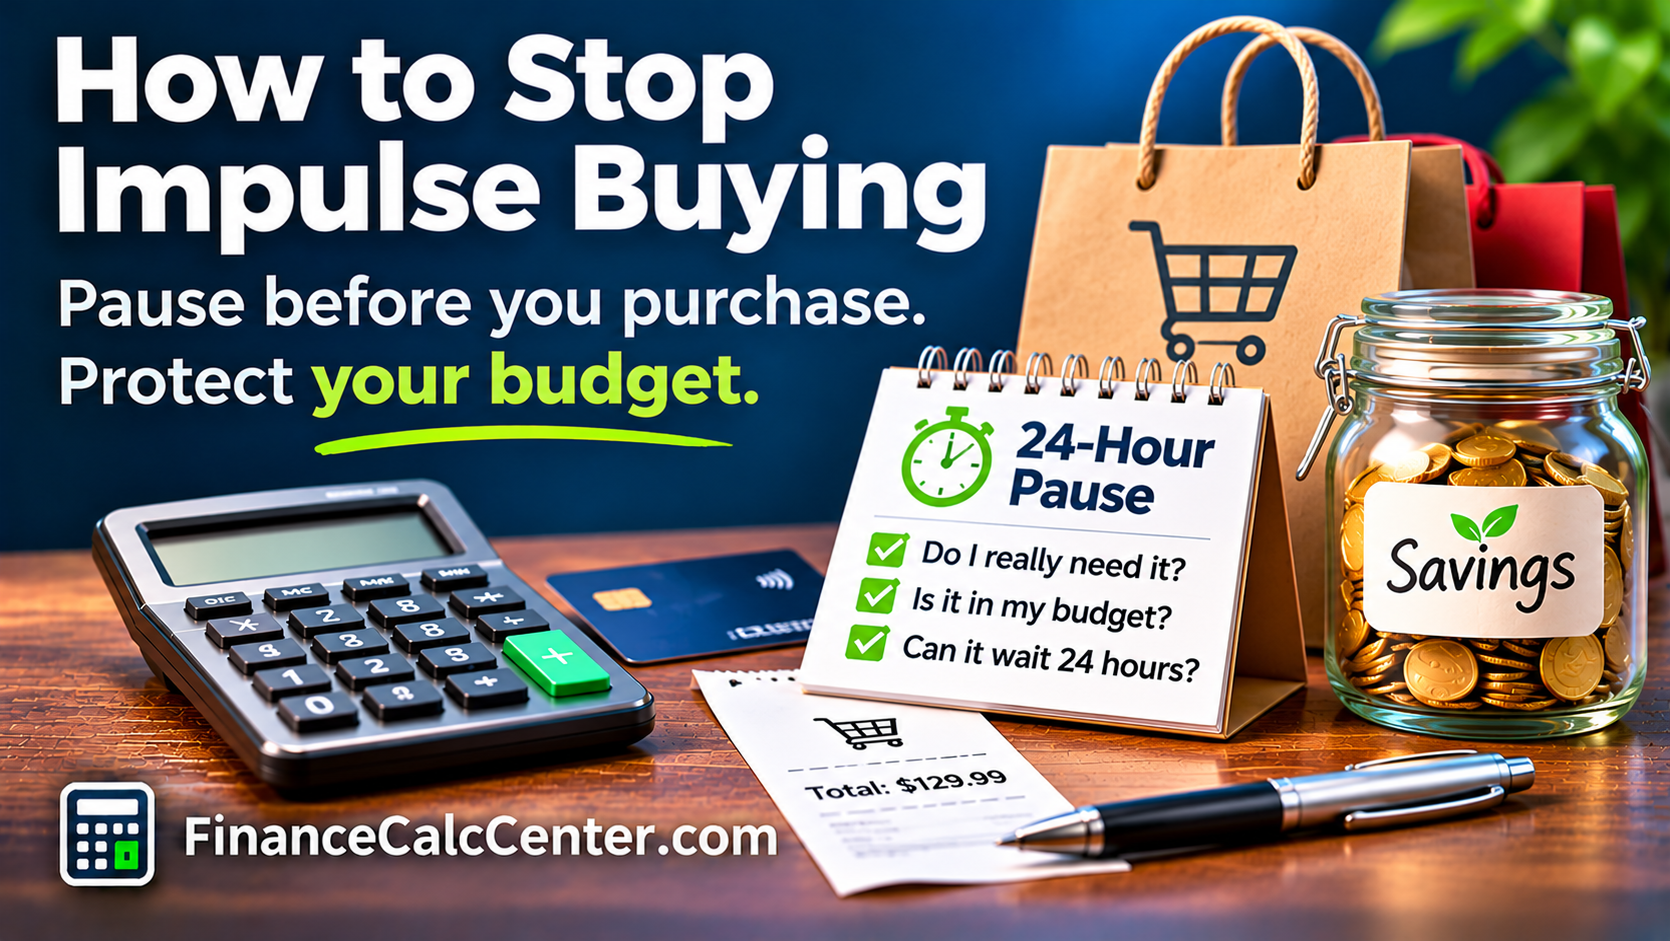 How to Stop
Impulse Buying
Pause before you purchase.
Protect your budget.
24-Hour
Pause
Do I really need it?
Is it in my budget?
Can it wait 24 hours?
Savings
Total: $129.99
FinanceCalcCenter.com